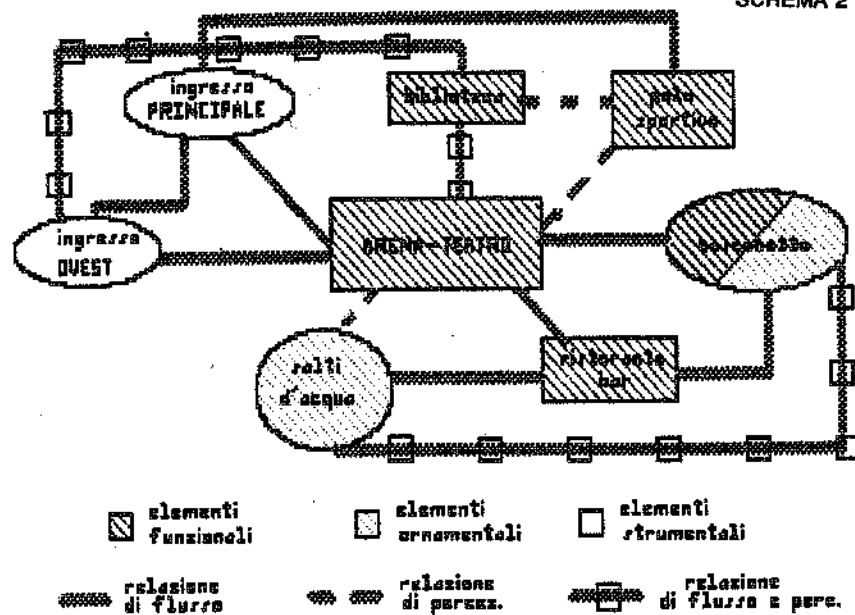 SCHEMA 2
ingresso
PRINCIPALE
biblioteca
polo
sportivo
ingresso
OVEST
ARENA-TEATRO
boschetto
salti
d'acqua
ristorante
bar
elementi
funzionali
elementi
ornamentali
elementi
strumentali
relazione
di flusso
relazione
di percez.
relazione
di flusso e perc.